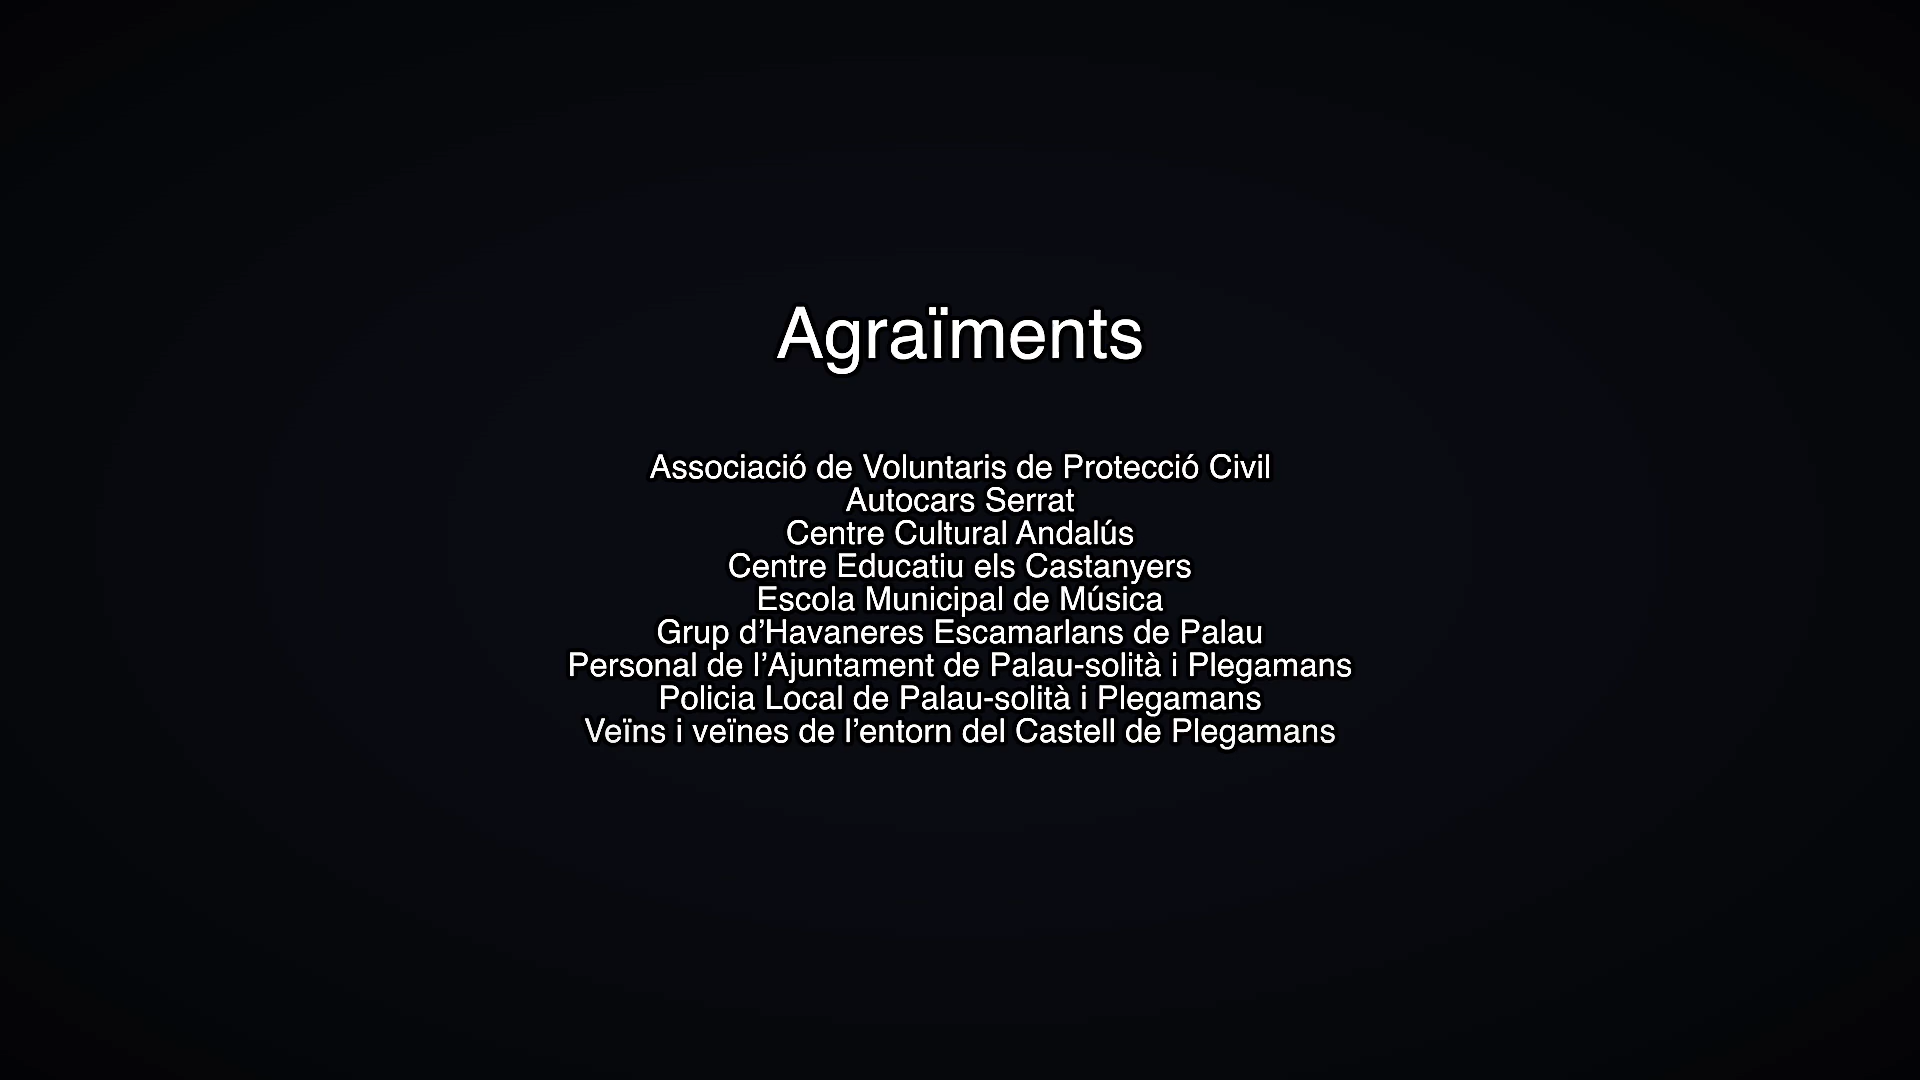 Agraïments
Associació de Voluntaris de Protecció Civil
Autocars Serrat
Centre Cultural Andalús
Centre Educatiu els Castanyers
Escola Municipal de Música
Grup d’Havaneres Escamarlans de Palau
Personal de l’Ajuntament de Palau-solità i Plegamans
Policia Local de Palau-solità i Plegamans
Veïns i veïnes de l’entorn del Castell de Plegamans